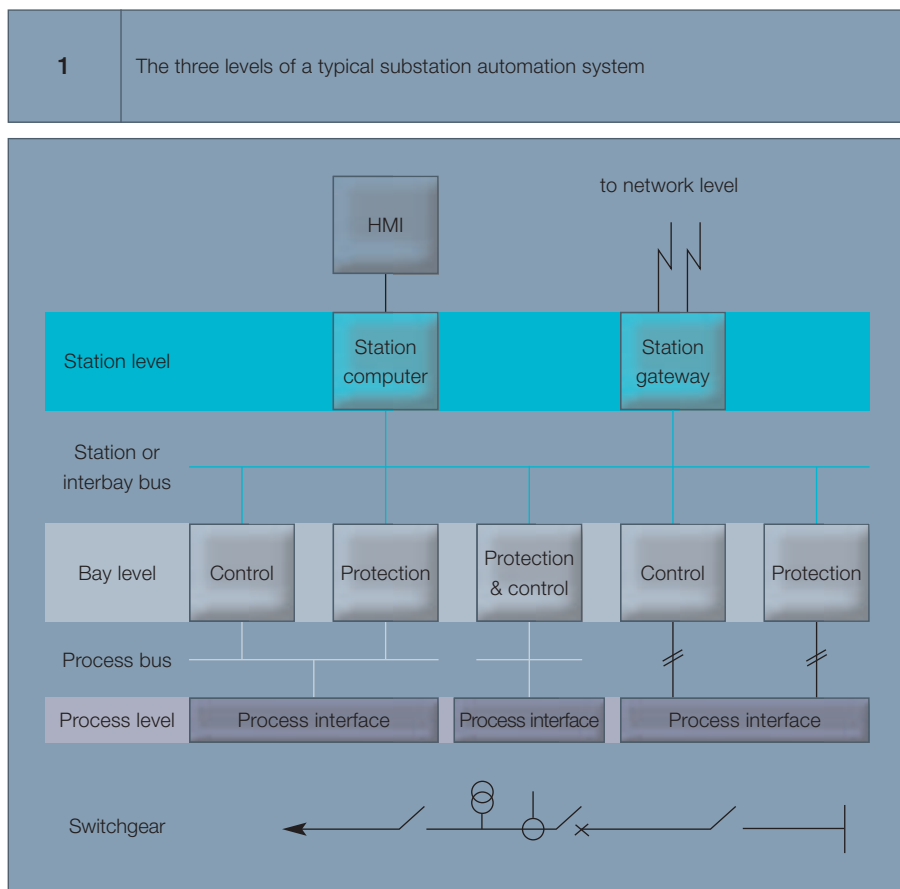 1
The three levels of a typical substation automation system
to network level
HMI
Station level
Station
computer
Station
gateway
Station or
interbay bus
Bay level
Control
Protection
Protection
& control
Control
Protection
Process bus
Process level
Process interface
Process interface
Process interface
Switchgear